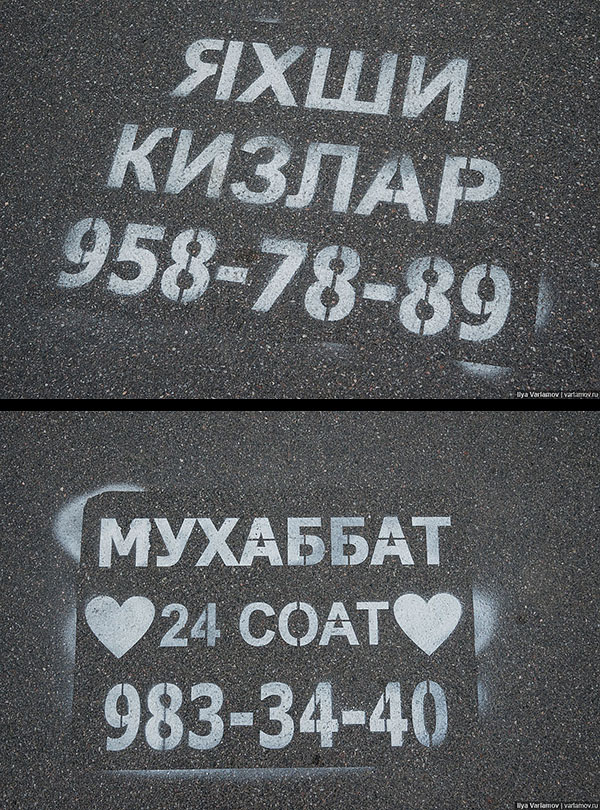 ЯХШИ
КИЗЛАР
958-78-89
Ilya Varlamov | varlamov.ru
МУХАББАТ
♥24 СОАТ♥
983-34-40
Ilya Varlamov | varlamov.ru